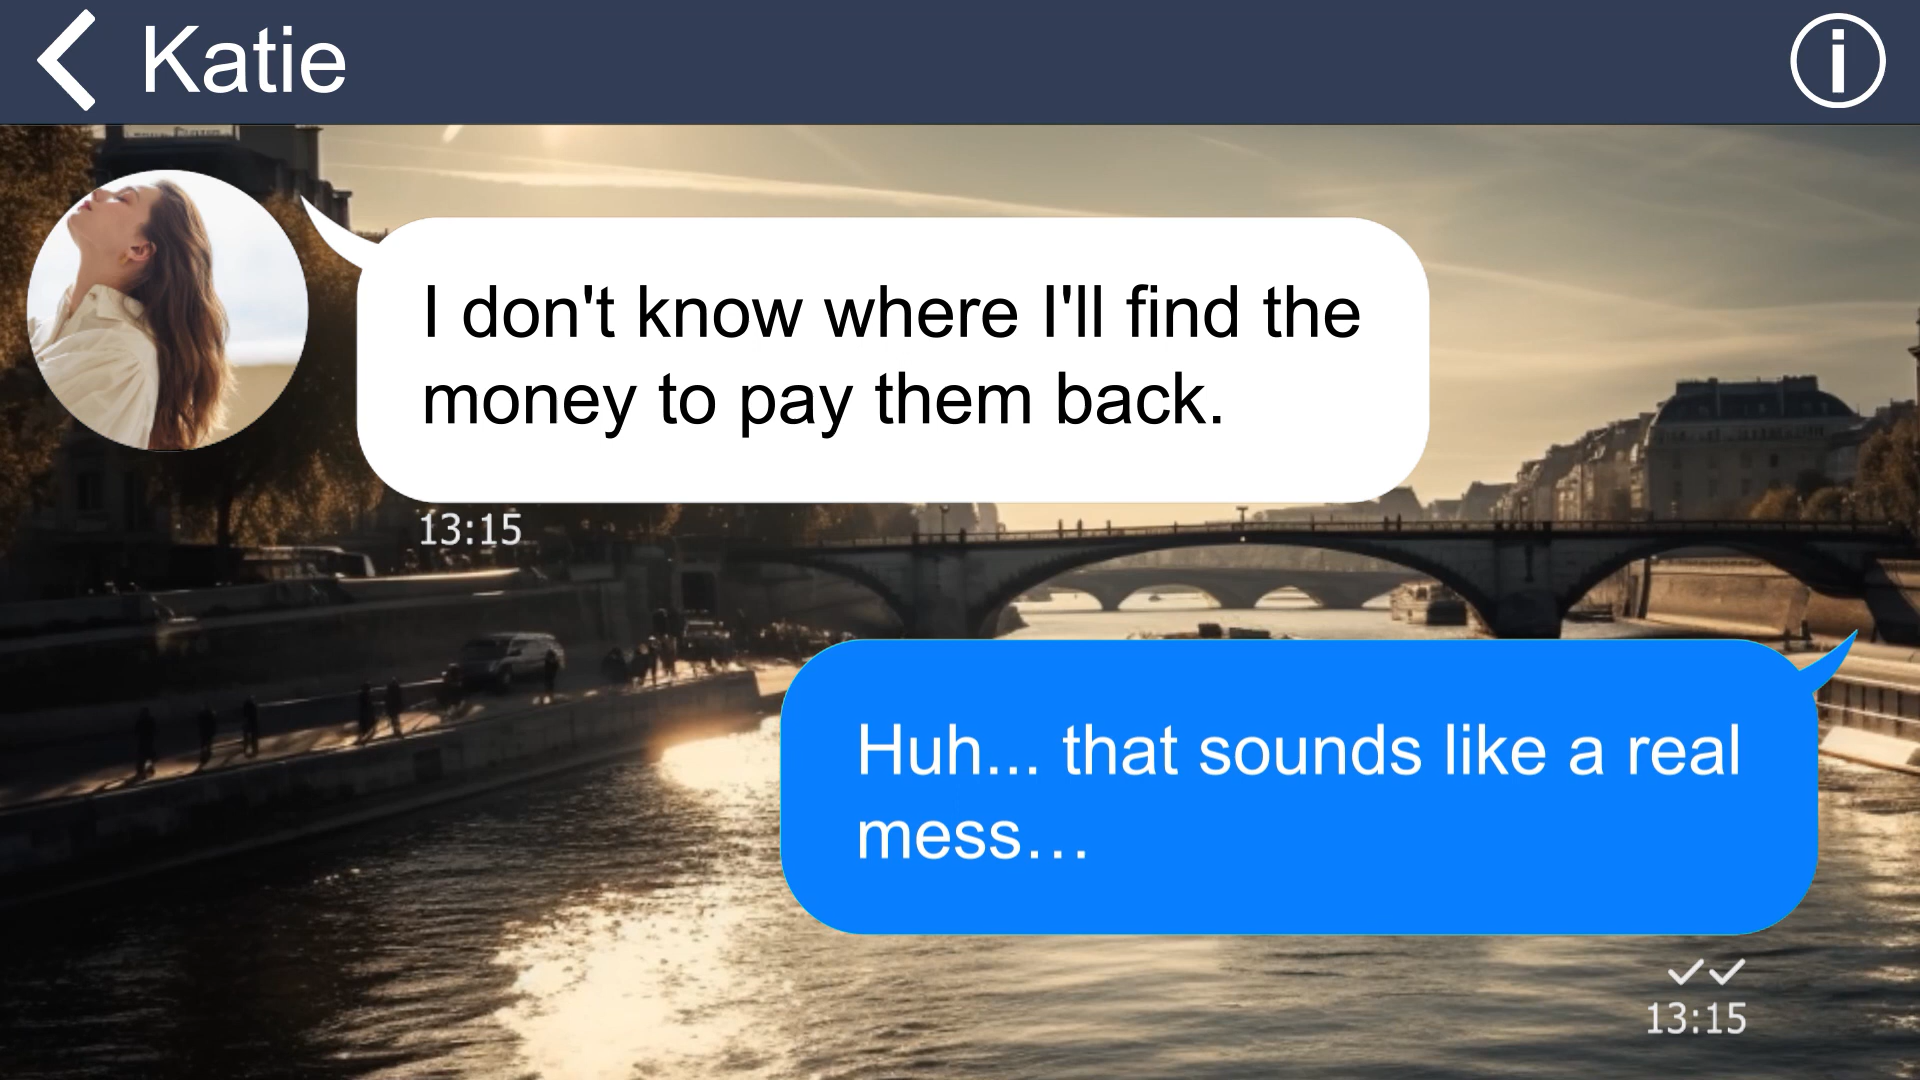 Katie
I don't know where I'll find the
money to pay them back.
13:15
Huh... that sounds like a real
mess…
13:15